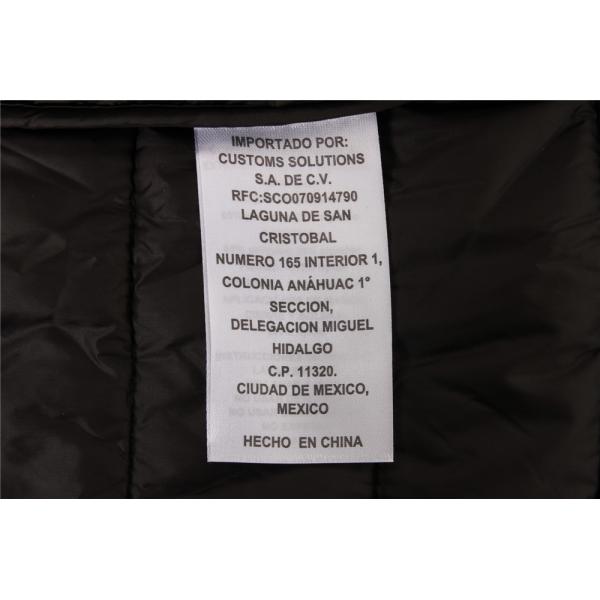 IMPORTADO POR:
CUSTOMS SOLUTIONS
S.A. DE C.V.
RFC:SCO070914790
LAGUNA DE SAN
CRISTOBAL
NUMERO 165 INTERIOR 1,
COLONIA ANÁHUAC 1°
SECCION,
DELEGACION MIGUEL
HIDALGO
C.P. 11320.
CIUDAD DE MEXICO,
MEXICO
HECHO EN CHINA